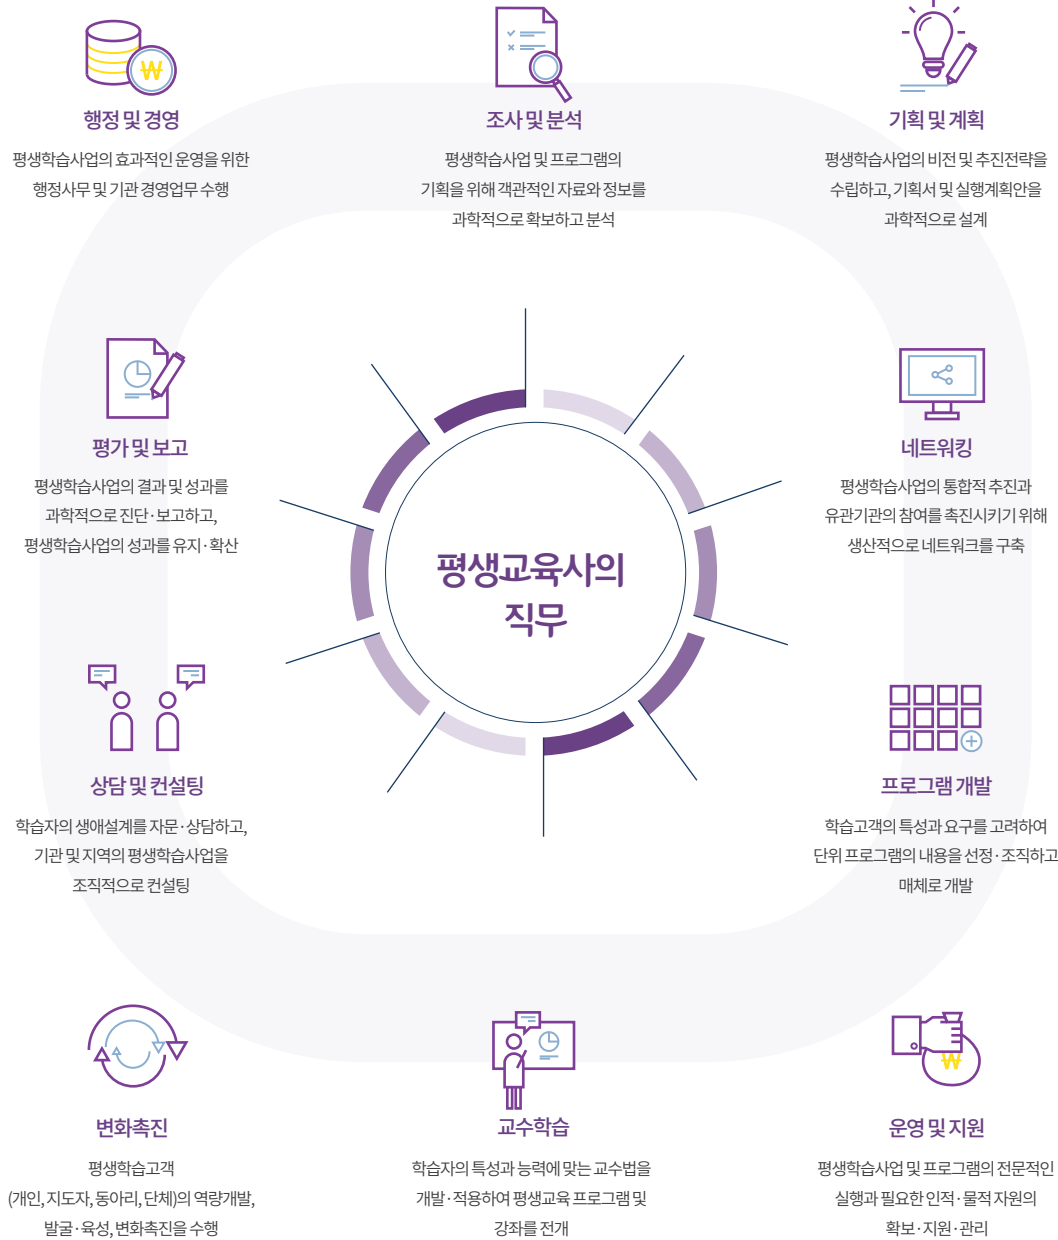 행정 및 경영
평생학습사업의 효과적인 운영을 위한
행정사무 및 기관 경영업무 수행
조사 및 분석
평생학습사업 및 프로그램의
기획을 위해 객관적인 자료와 정보를
과학적으로 확보하고 분석
기획 및 계획
평생학습사업의 비전 및 추진전략을
수립하고, 기획서 및 실행계획안을
과학적으로 설계
평가 및 보고
평생학습사업의 결과 및 성과를
과학적으로 진단·보고하고,
평생학습사업의 성과를 유지·확산
평생교육사의
직무
네트워킹
평생학습사업의 통합적 추진과
유관기관의 참여를 촉진시키기 위해
생산적으로 네트워크를 구축
상담 및 컨설팅
학습자의 생애설계를 자문·상담하고,
기관 및 지역의 평생학습사업을
조직적으로 컨설팅
프로그램 개발
학습고객의 특성과 요구를 고려하여
단위 프로그램의 내용을 선정·조직하고
매체로 개발
변화촉진
평생학습고객
(개인, 지도자, 동아리, 단체)의 역량개발,
발굴·육성, 변화촉진을 수행
교수학습
학습자의 특성과 능력에 맞는 교수법을
개발·적용하여 평생교육 프로그램 및
강좌를 전개
운영 및 지원
평생학습사업 및 프로그램의 전문적인
실행과 필요한 인적·물적 자원의
확보·지원·관리